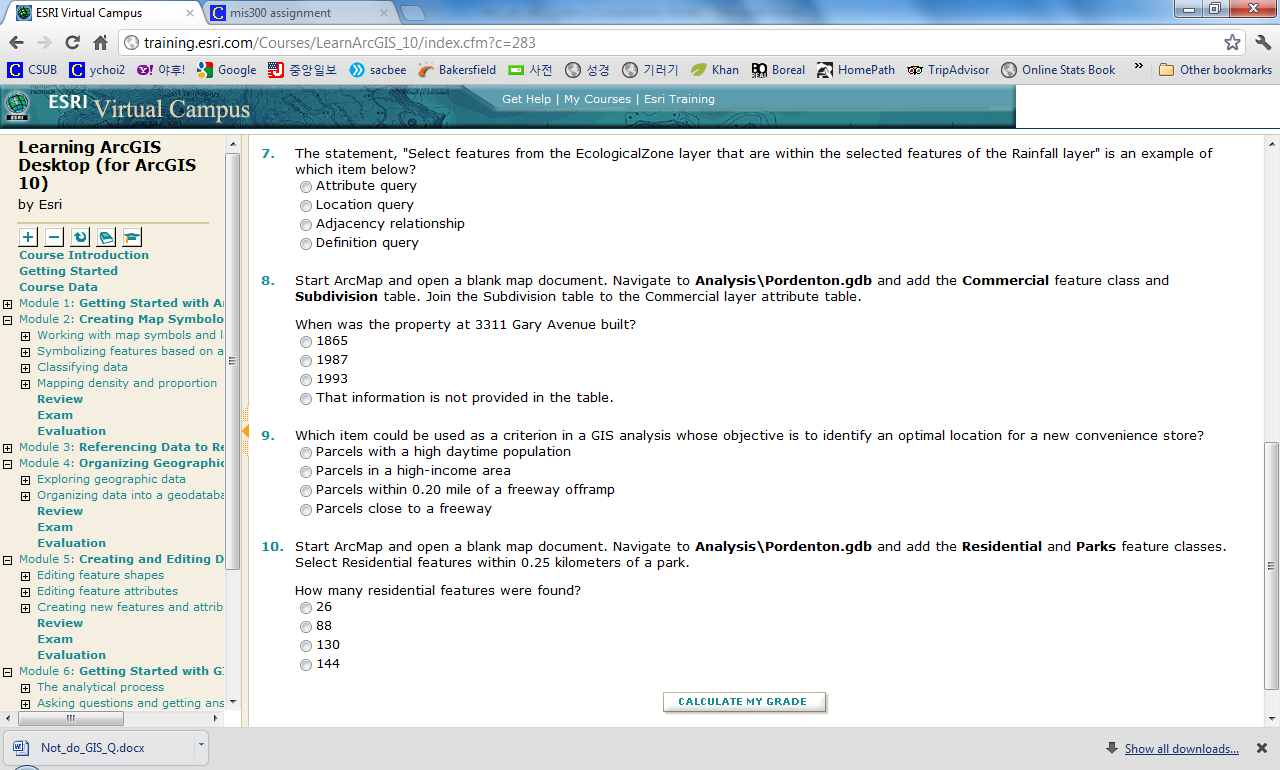 ESRI Virtual Campus
mis300 assignment
training.esri.com/Courses/LearnArcGIS_10/index.cfm?c=283
CSUB ychoi2 야후! Google 중앙일보 sacbee Bakersfield 사전 성경 기러기 Khan Boreal HomePath TripAdvisor Online Stats Book » Other bookmarks
ESRI Virtual Campus
Get Help | My Courses | Esri Training
Learning ArcGIS
Desktop (for ArcGIS
10)
by Esri
Course Introduction
Getting Started
Course Data
Module 1: Getting Started with Ar
Module 2: Creating Map Symbolo
Working with map symbols and l
Symbolizing features based on a
Classifying data
Mapping density and proportion
Review
Exam
Evaluation
Module 3: Referencing Data to Re
Module 4: Organizing Geographic
Exploring geographic data
Organizing data into a geodataba
Review
Exam
Evaluation
Module 5: Creating and Editing D
Editing feature shapes
Editing feature attributes
Creating new features and attrib
Review
Exam
Evaluation
Module 6: Getting Started with G
The analytical process
Asking questions and getting ans
7. The statement, "Select features from the EcologicalZone layer that are within the selected features of the Rainfall layer" is an example of
which item below?
Attribute query
Location query
Adjacency relationship
Definition query
8. Start ArcMap and open a blank map document. Navigate to Analysis\Pordenton.gdb and add the Commercial feature class and
Subdivision table. Join the Subdivision table to the Commercial layer attribute table.
When was the property at 3311 Gary Avenue built?
1865
1987
1993
That information is not provided in the table.
9. Which item could be used as a criterion in a GIS analysis whose objective is to identify an optimal location for a new convenience store?
Parcels with a high daytime population
Parcels in a high-income area
Parcels within 0.20 mile of a freeway offramp
Parcels close to a freeway
10. Start ArcMap and open a blank map document. Navigate to Analysis\Pordenton.gdb and add the Residential and Parks feature classes.
Select Residential features within 0.25 kilometers of a park.
How many residential features were found?
26
88
130
144
CALCULATE MY GRADE
Not_do_GIS_Q.docx
Show all downloads...